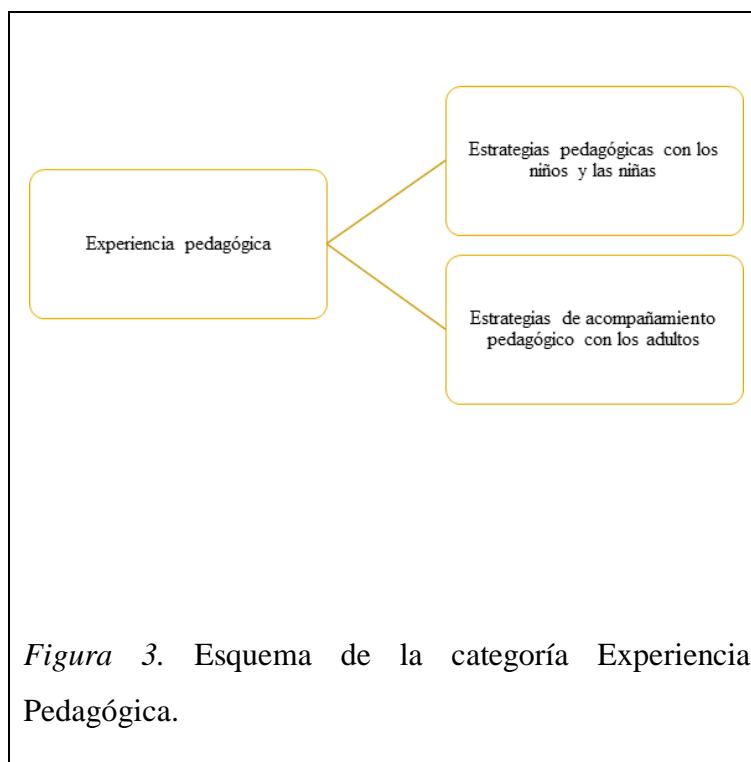 Estrategias pedagógicas con los
niños y las niñas
Experiencia pedagógica
Estrategias de acompañamiento
pedagógico con los adultos
Figura 3. Esquema de la categoría Experiencia
Pedagógica.